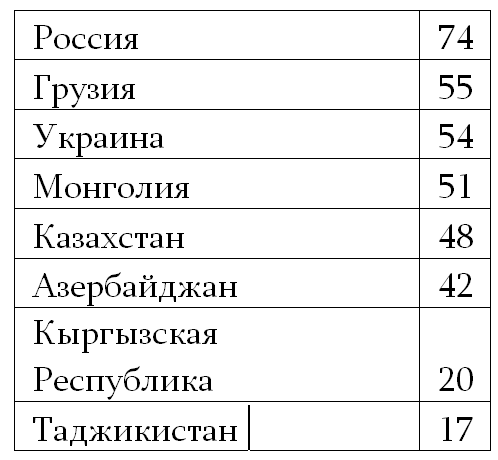 Россия 74
Грузия 55
Украина 54
Монголия 51
Казахстан 48
Азербайджан 42
Кыргызская
Республика 20
Таджикистан 17